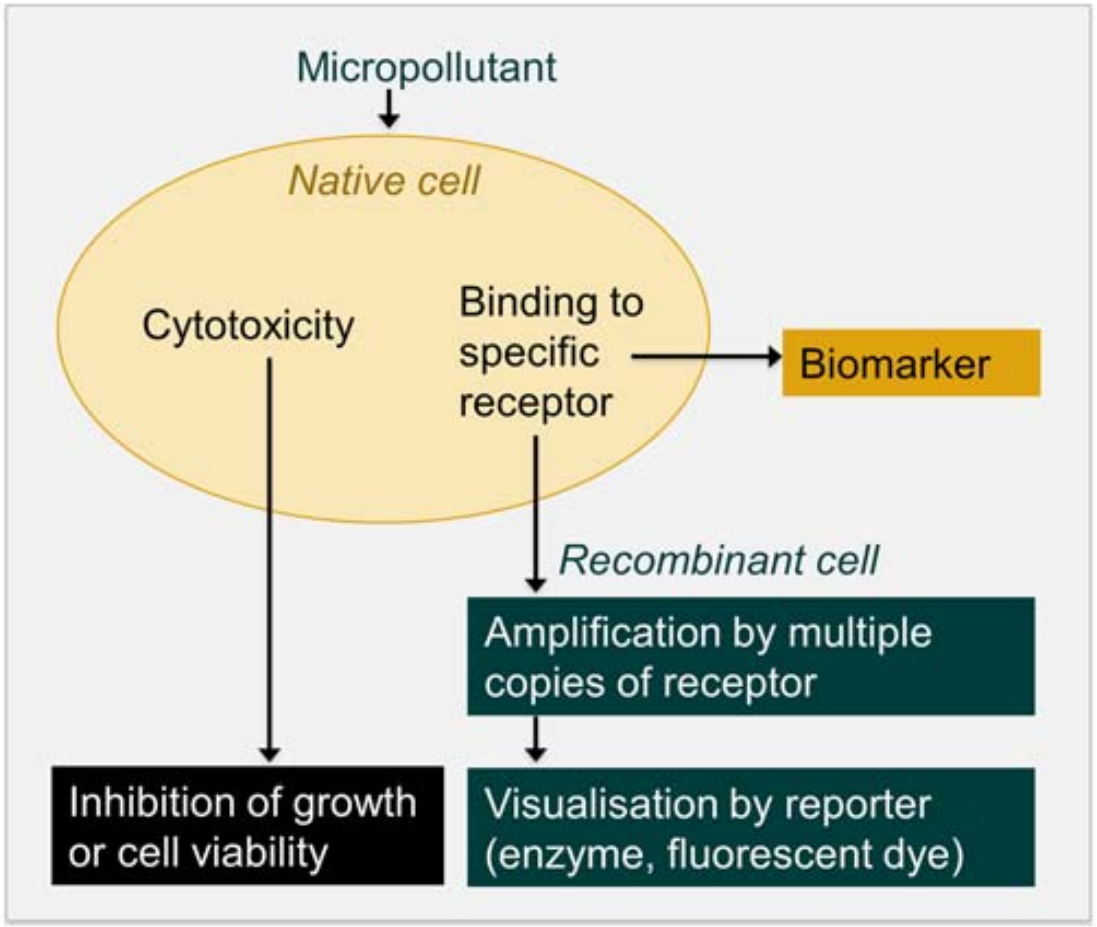 Micropollutant
Native cell
Cytotoxicity
Binding to
specific
receptor
Biomarker
Recombinant cell
Amplification by multiple
copies of receptor
Inhibition of growth
or cell viability
Visualisation by reporter
(enzyme, fluorescent dye)